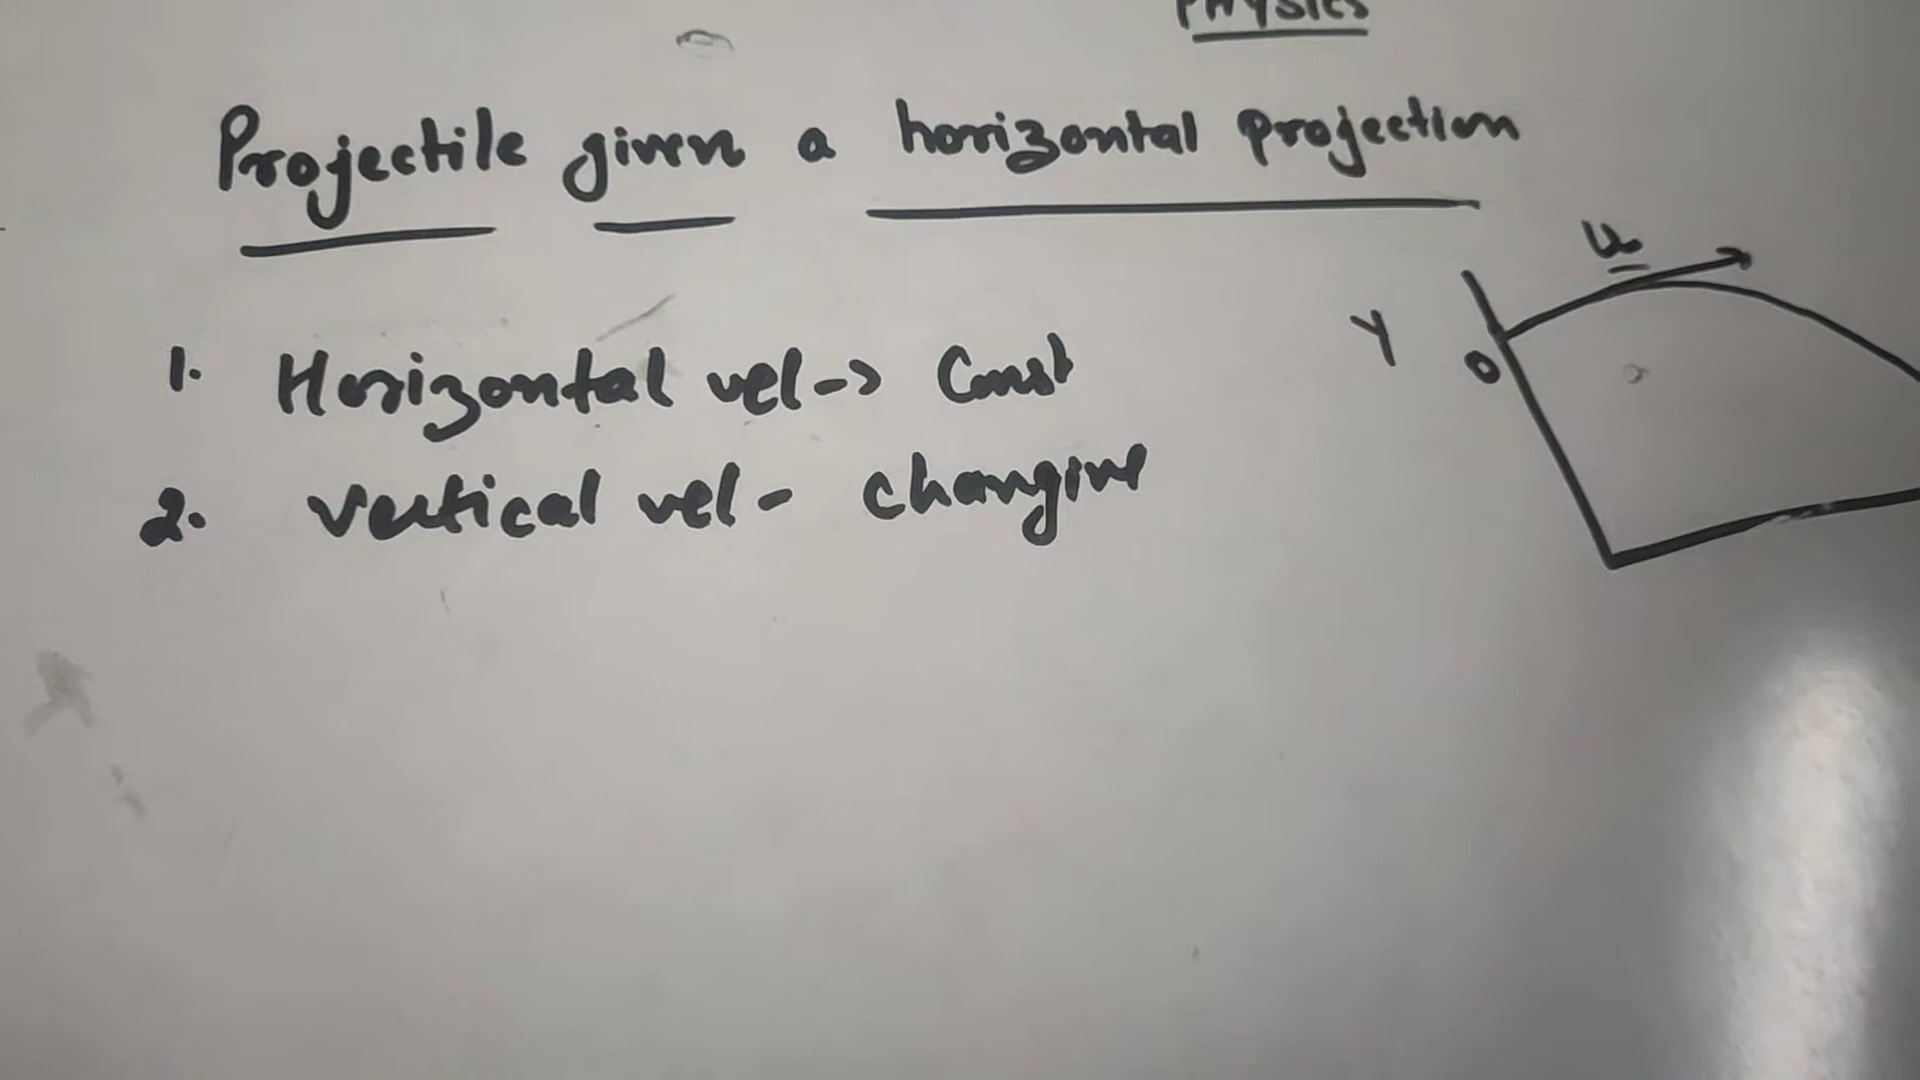 Physics
Projectile given a horizontal projection
1. Horizontal vel-> Const
2. Vertical vel- changing
u
Y
O